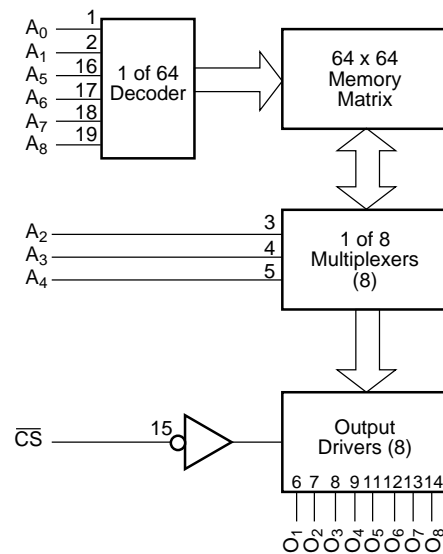 A0 1
A1 2
A5 16
A6 17
A7 18
A8 19
1 of 64
Decoder
64 x 64
Memory
Matrix
A2 3
A3 4
A4 5
1 of 8
Multiplexers
(8)
C̅S̅ 15
Output
Drivers (8)
6 7 8 9 11 12 13 14
O1 O2 O3 O4 O5 O6 O7 O8